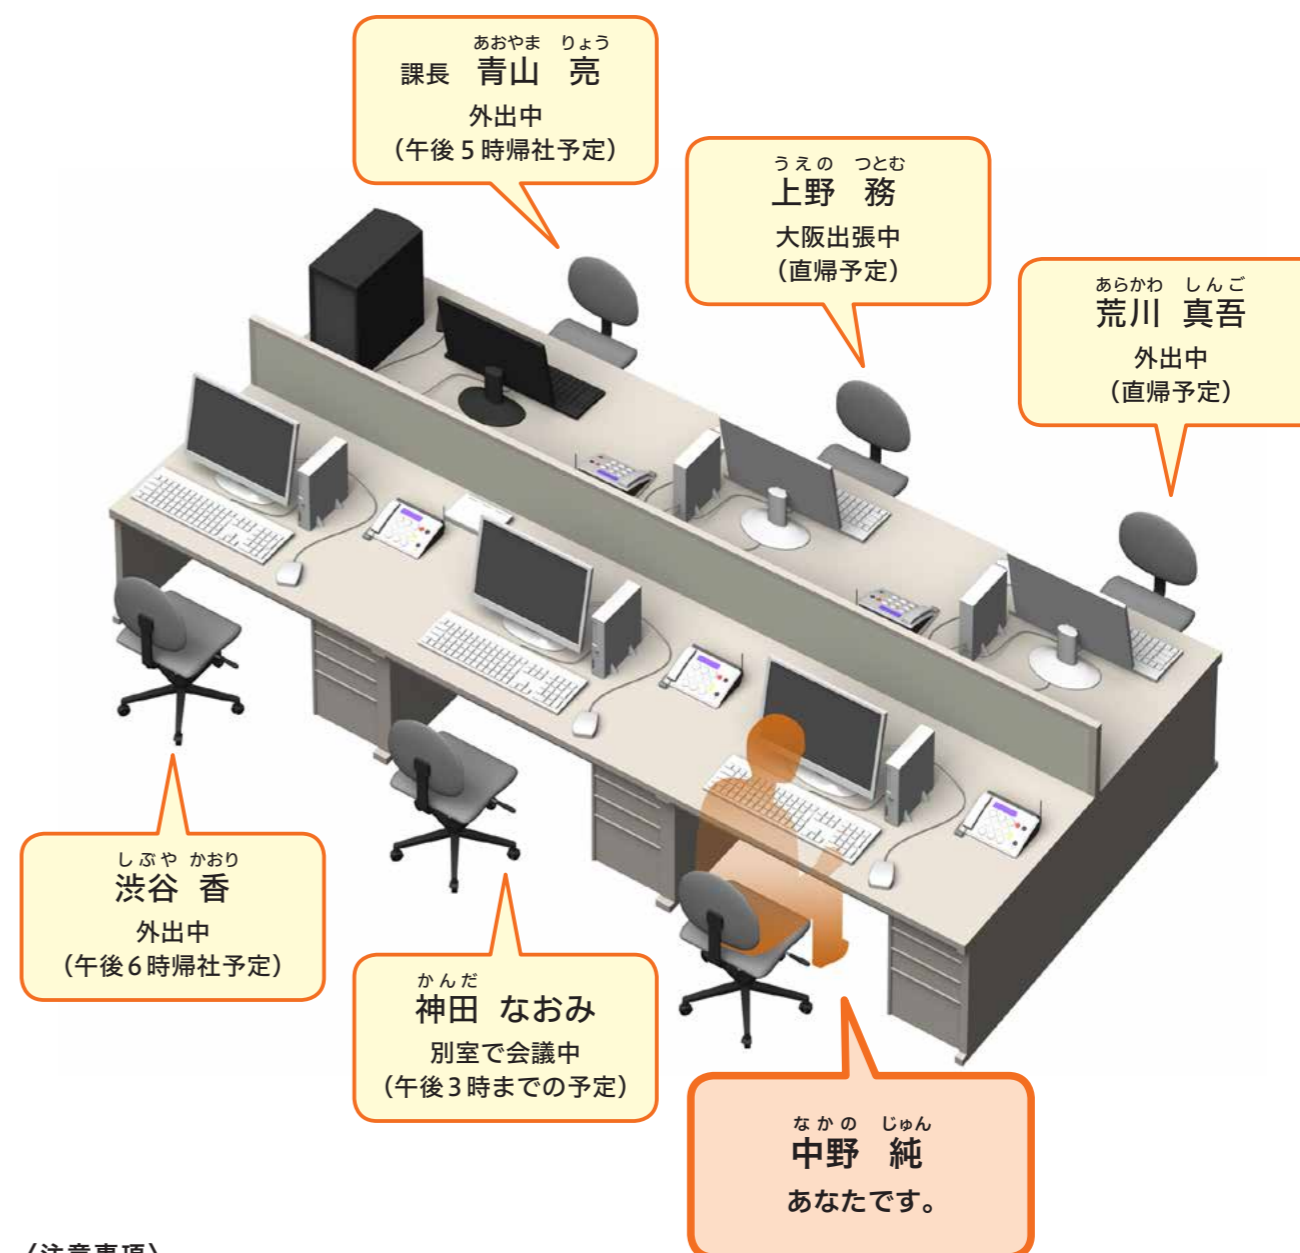 あおやま りょう
課長 青山 亮
外出中
（午後5時帰社予定）
うえの つとむ
上野 務
大阪出張中
（直帰予定）
あらかわ しんご
荒川 真吾
外出中
（直帰予定）
しぶや かおり
渋谷 香
外出中
（午後6時帰社予定）
かんだ
神田 なおみ
別室で会議中
（午後3時までの予定）
なかの じゅん
中野 純
あなたです。
〈注意事項〉